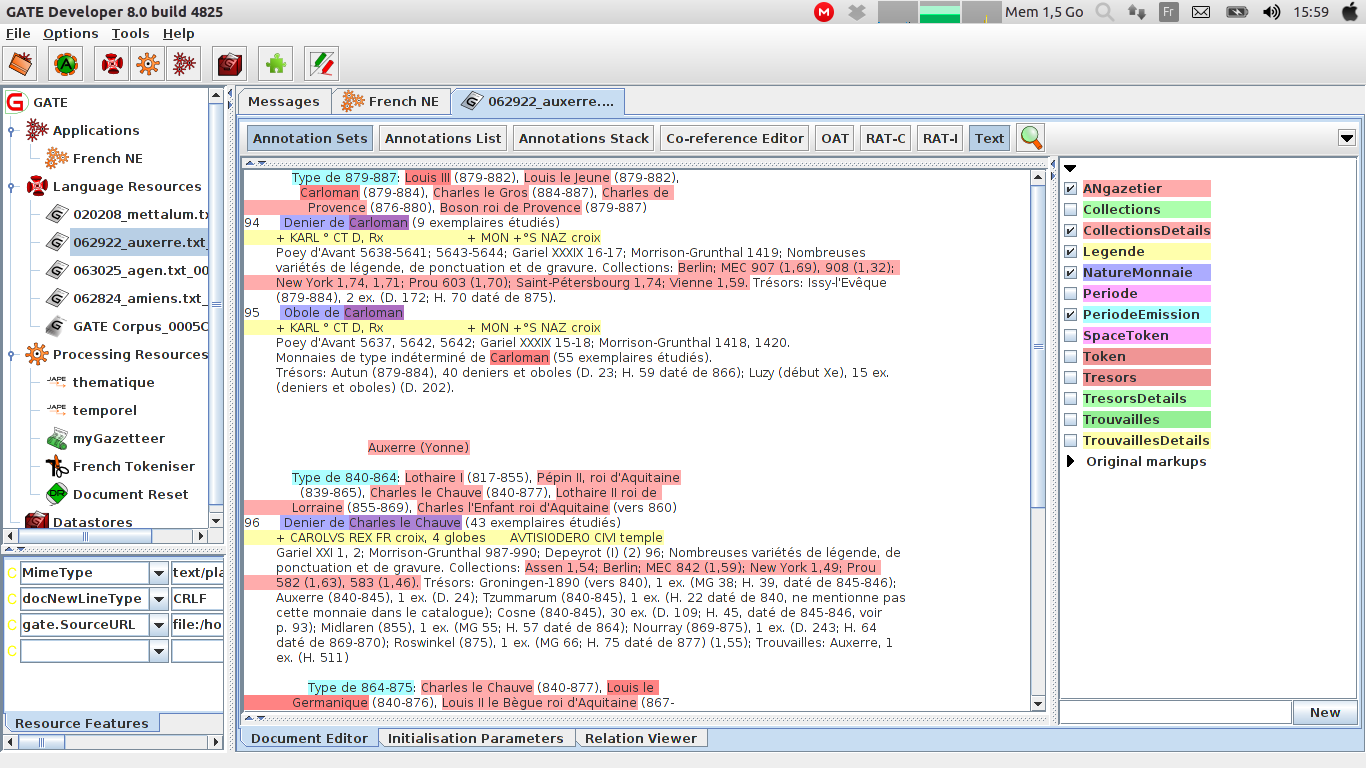 GATE Developer 8.0 build 4825
Mem 1,5 Go
Fr
15:59
File Options Tools Help
GATE
Applications
French NE
Language Resources
020208_mettalum.tx
062922_auxerre.txt_
063025_agen.txt_00
062824_amiens.txt_
GATE Corpus_0005C
Processing Resources
thematique
temporel
myGazetteer
French Tokeniser
Document Reset
Datastores
C MimeType text/pla
C docNewLineType CRLF
C gate.SourceURL file:/ho
C
Resource Features
Messages French NE 062922_auxerre....
Annotation Sets Annotations List Annotations Stack Co-reference Editor OAT RAT-C RAT-I Text
Type de 879-887: Louis III (879-882), Louis le Jeune (879-882),
Carloman (879-884), Charles le Gros (884-887), Charles de
Provence (876-880), Boson roi de Provence (879-887)
94 Denier de Carloman (9 exemplaires étudiés)
+ KARL ° CT D, Rx + MON +°S NAZ croix
Poey d'Avant 5638-5641; 5643-5644; Gariel XXXIX 16-17; Morrison-Grunthal 1419; Nombreuses
variétés de légende, de ponctuation et de gravure. Collections: Berlin; MEC 907 (1,69), 908 (1,32);
New York 1,74, 1,71; Prou 603 (1,70); Saint-Pétersbourg 1,74; Vienne 1,59. Trésors: Issy-l'Evêque
(879-884), 2 ex. (D. 172; H. 70 daté de 875).
95 Obole de Carloman
+ KARL ° CT D, Rx + MON +°S NAZ croix
Poey d'Avant 5637, 5642, 5642; Gariel XXXIX 15-18; Morrison-Grunthal 1418, 1420.
Monnaies de type indéterminé de Carloman (55 exemplaires étudiés).
Trésors: Autun (879-884), 40 deniers et oboles (D. 23; H. 59 daté de 866); Luzy (début Xe), 15 ex.
(deniers et oboles) (D. 202).
Auxerre (Yonne)
Type de 840-864: Lothaire I (817-855), Pépin II, roi d'Aquitaine
(839-865), Charles le Chauve (840-877), Lothaire II roi de
Lorraine (855-869), Charles l'Enfant roi d'Aquitaine (vers 860)
96 Denier de Charles le Chauve (43 exemplaires étudiés)
+ CAROLVS REX FR croix, 4 globes AVTISIODERO CIVI temple
Gariel XXI 1, 2; Morrison-Grunthal 987-990; Depeyrot (I) (2) 96; Nombreuses variétés de légende, de
ponctuation et de gravure. Collections: Assen 1,54; Berlin; MEC 842 (1,59); New York 1,49; Prou
582 (1,63), 583 (1,46). Trésors: Groningen-1890 (vers 840), 1 ex. (MG 38; H. 39, daté de 845-846);
Auxerre (840-845), 1 ex. (D. 24); Tzummarum (840-845), 1 ex. (H. 22 daté de 840, ne mentionne pas
cette monnaie dans le catalogue); Cosne (840-845), 30 ex. (D. 109; H. 45, daté de 845-846, voir
p. 93); Midlaren (855), 1 ex. (MG 55; H. 57 daté de 864); Nourray (869-875), 1 ex. (D. 243; H. 64
daté de 869-870); Roswinkel (875), 1 ex. (MG 66; H. 75 daté de 877) (1,55); Trouvailles: Auxerre, 1
ex. (H. 511)
Type de 864-875: Charles le Chauve (840-877), Louis le
Germanique (840-876), Louis II le Bègue roi d'Aquitaine (867-
ANgazetier
Collections
CollectionsDetails
Legende
NatureMonnaie
Periode
PeriodeEmission
SpaceToken
Token
Tresors
TresorsDetails
Trouvailles
TrouvaillesDetails
Original markups
New
Document Editor Initialisation Parameters Relation Viewer